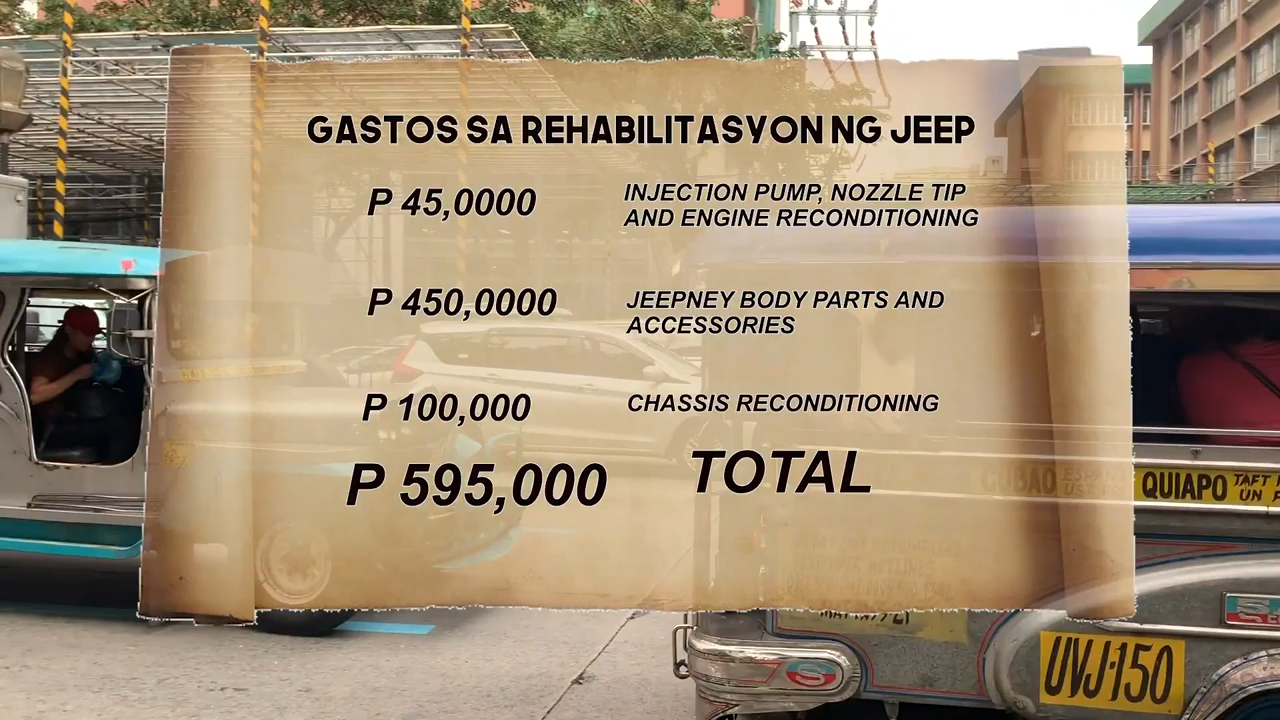 GASTOS SA REHABILITASYON NG JEEP
P 45,0000
INJECTION PUMP, NOZZLE TIP
AND ENGINE RECONDITIONING
P 450,0000
JEEPNEY BODY PARTS AND
ACCESSORIES
P 100,000
CHASSIS RECONDITIONING
P 595,000
TOTAL
CUBAO
QUIAPO
TAFT
UN
UVJ-150